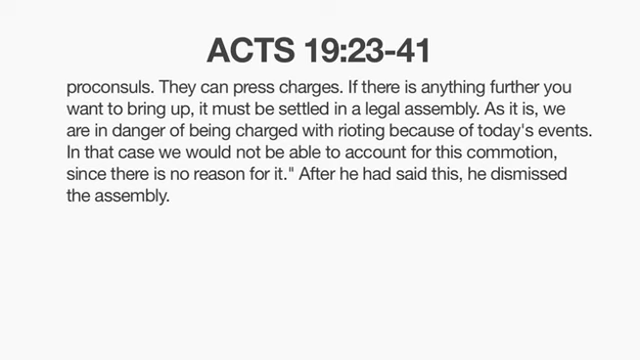 ACTS 19:23-41
proconsuls. They can press charges. If there is anything further you
want to bring up, it must be settled in a legal assembly. As it is, we
are in danger of being charged with rioting because of today's events.
In that case we would not be able to account for this commotion,
since there is no reason for it." After he had said this, he dismissed
the assembly.